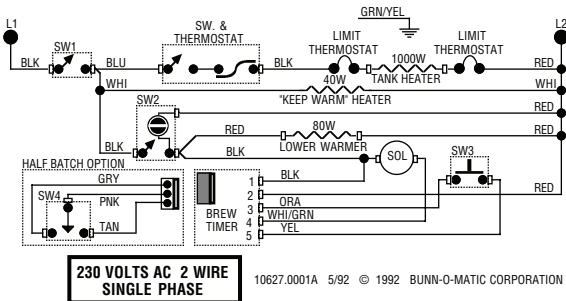 GRN/YEL
L1
L2
SW. &
THERMOSTAT
LIMIT
THERMOSTAT
LIMIT
THERMOSTAT
SW1
1000W
BLK
BLU
BLK
TANK HEATER
RED
WHI
40W
WHI
"KEEP WARM" HEATER
SW2
RED
RED
80W
RED
LOWER WARMER
BLK
BLK
SOL
SW3
HALF BATCH OPTION
GRY
PNK
SW4
TAN
BREW
TIMER
1
2
3
4
5
BLK
RED
ORA
WHI/GRN
YEL
230 VOLTS AC 2 WIRE
SINGLE PHASE
10627.0001A 5/92 © 1992 BUNN-O-MATIC CORPORATION